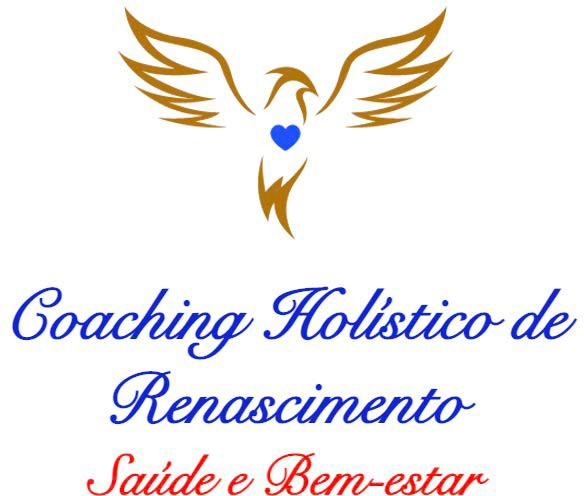 Coaching Holístico de
Renascimento
Saúde e Bem-estar